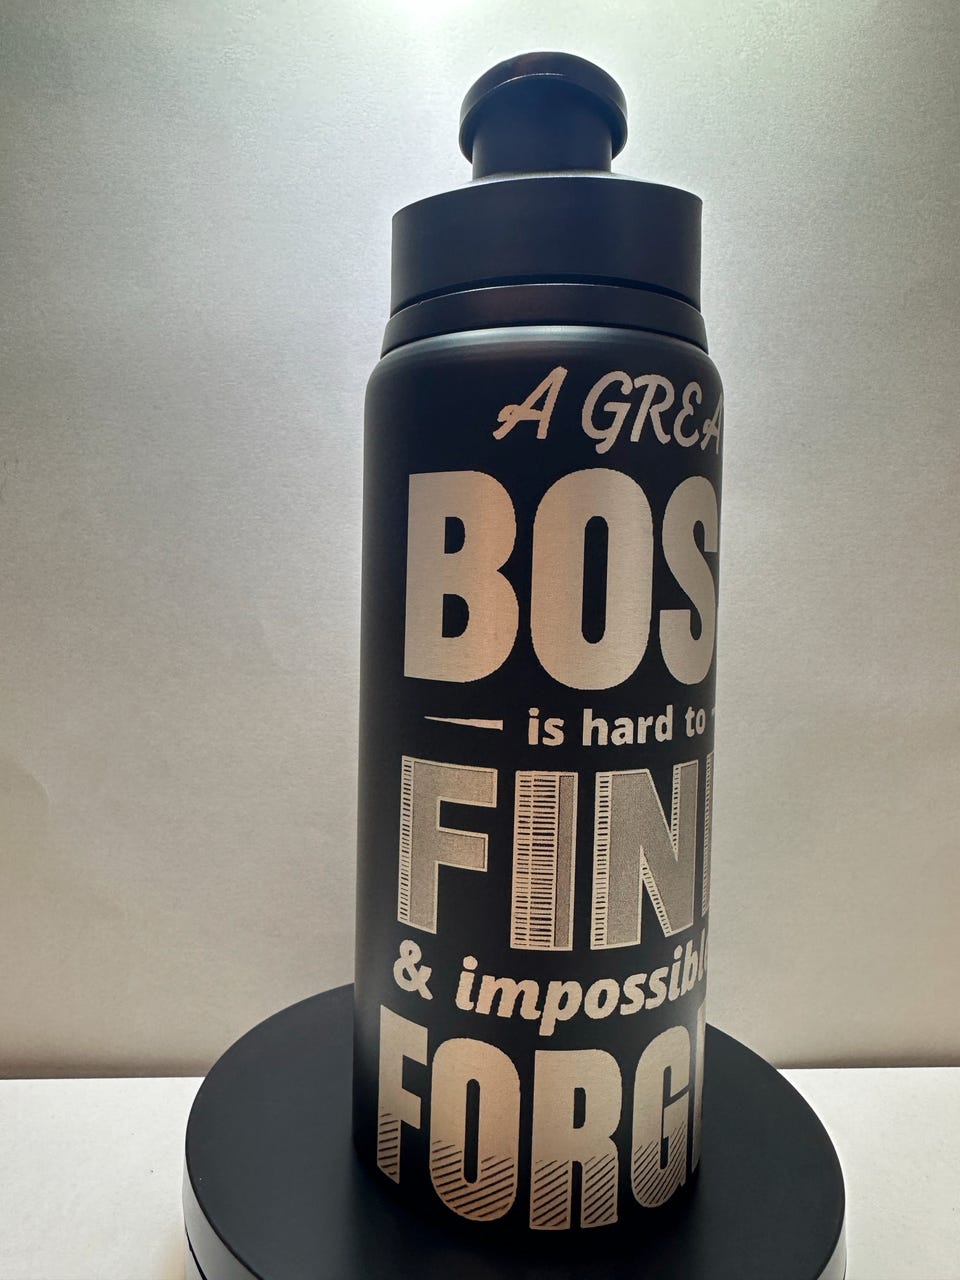 A GREA
BOS
is hard to
FIN
& impossibl
FORG